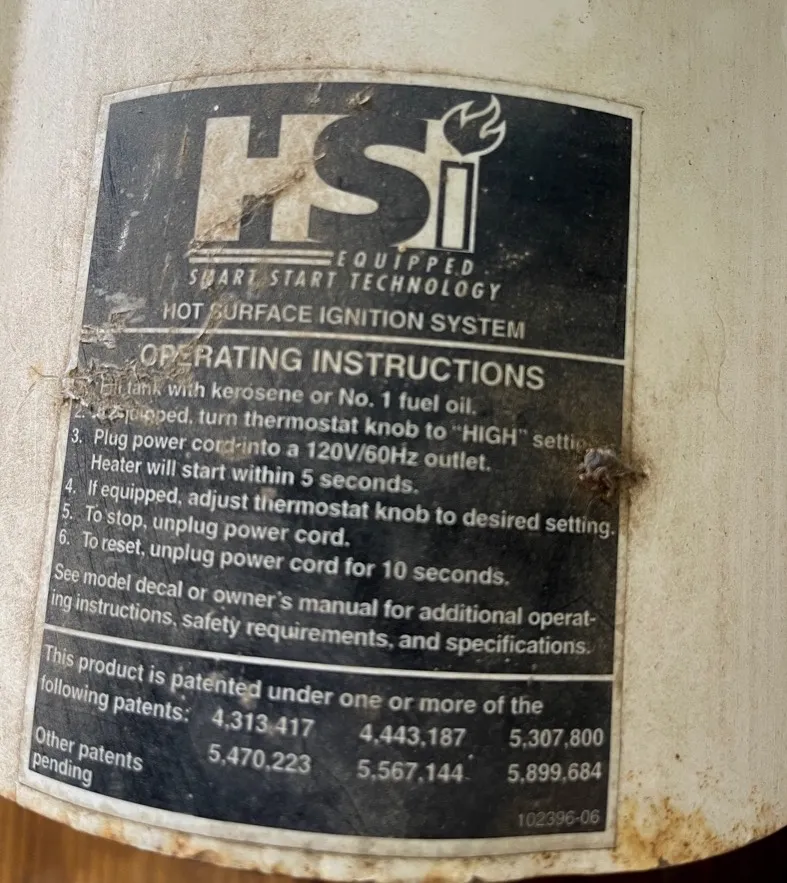 HSi
EQUIPPED
SMART START TECHNOLOGY
HOT SURFACE IGNITION SYSTEM
OPERATING INSTRUCTIONS
Fill tank with kerosene or No. 1 fuel oil.
2. If equipped, turn thermostat knob to "HIGH"
3. Plug power cord into a 120V/60Hz outlet.
Heater will start within 5 seconds.
4. If equipped, adjust thermostat knob to desired setting.
5. To stop, unplug power cord.
6. To reset, unplug power cord for 10 seconds.
See model decal or owner's manual for additional operat-
ing instructions, safety requirements, and specifications.
This product is patented under one or more of the
following patents: 4,313,417 4,443,187 5,307,800
Other patents 5,470,223 5,567,144 5,899,684
pending
102396-06